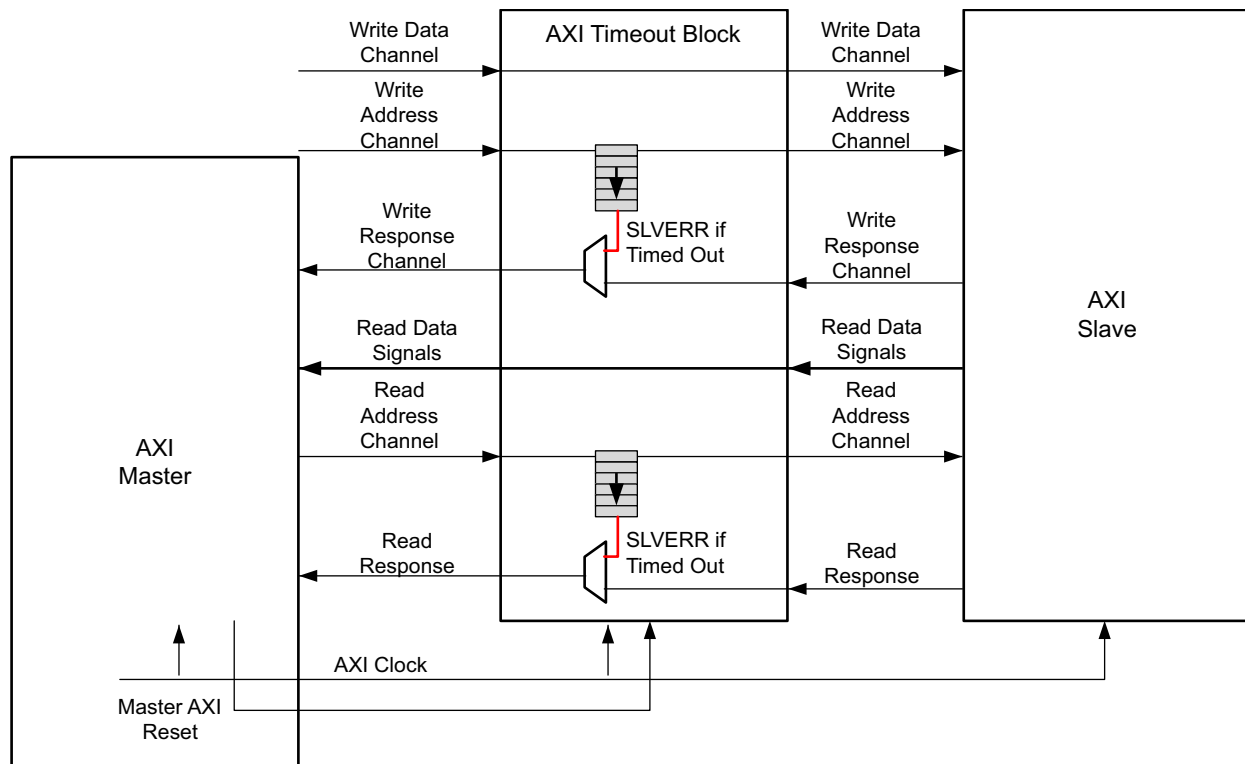 AXI Timeout Block
Write Data
Channel
Write Data
Channel
Write
Address
Channel
Write
Address
Channel
Write
Response
Channel
SLVERR if
Timed Out
Write
Response
Channel
AXI
Slave
Read Data
Signals
Read Data
Signals
Read
Address
Channel
Read
Address
Channel
AXI
Master
Read
Response
SLVERR if
Timed Out
Read
Response
AXI Clock
Master AXI
Reset